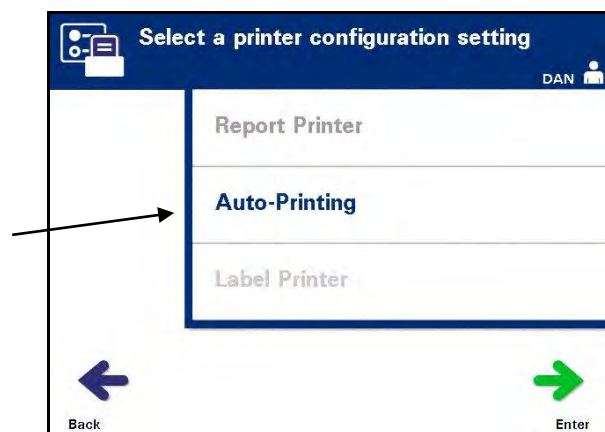 Select a printer configuration setting
DAN
Report Printer
Auto-Printing
Label Printer
Back
Enter